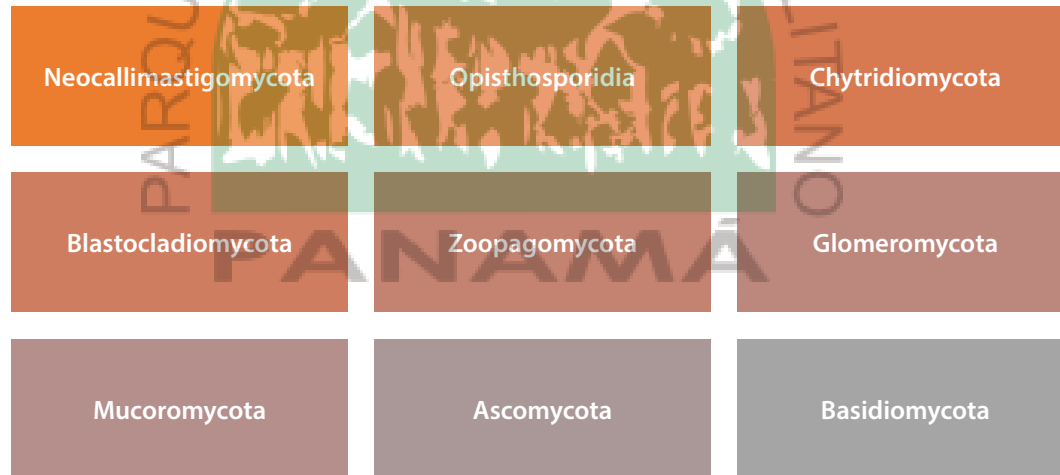 Neocallimastigomycota
Opisthosporidia
Chytridiomycota
Blastocladiomycota
Zoopagomycota
Glomeromycota
PANAMÁ
Mucoromycota
Ascomycota
Basidiomycota